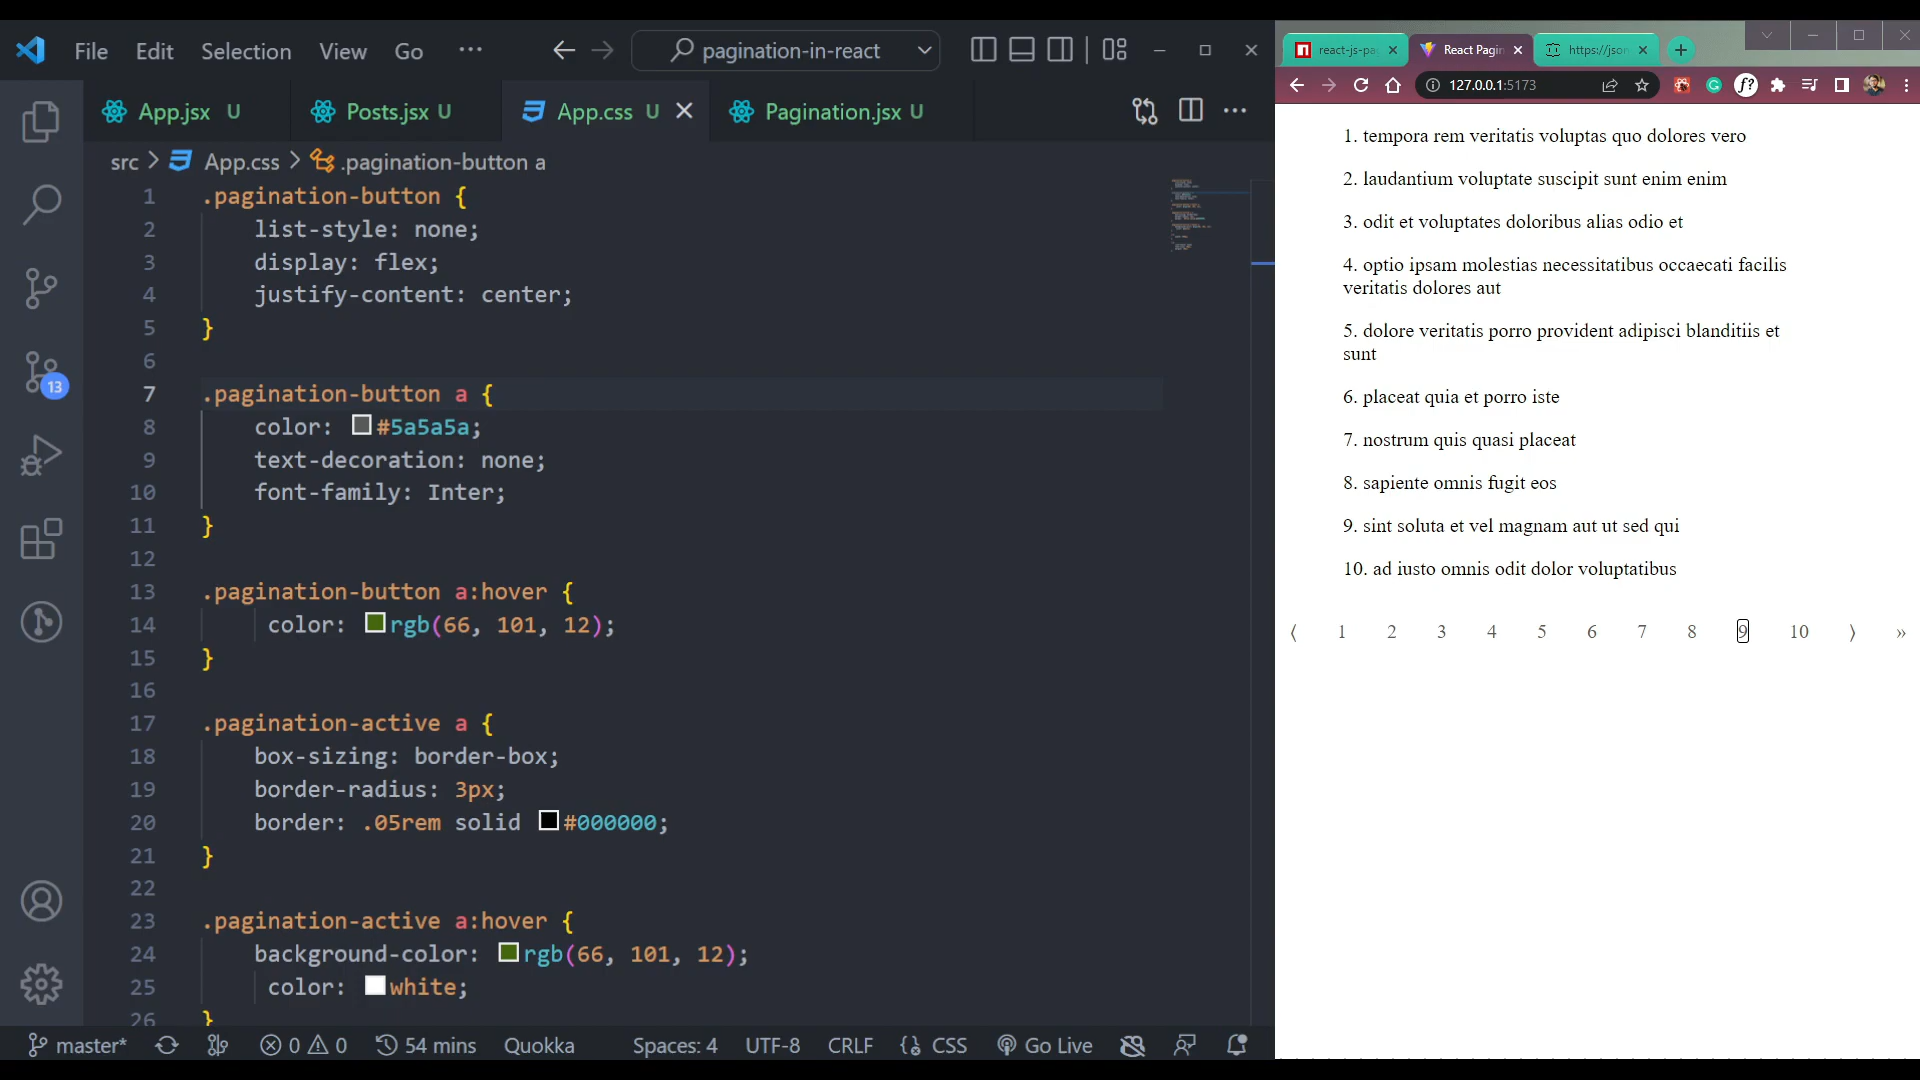 File Edit Selection View Go ···
pagination-in-react
App.jsx U
Posts.jsx U
App.css U
Pagination.jsx U
src > App.css > .pagination-button a
1 .pagination-button {
2 list-style: none;
3 display: flex;
4 justify-content: center;
5 }
6
7 .pagination-button a {
8 color: #5a5a5a;
9 text-decoration: none;
10 font-family: Inter;
11 }
12
13 .pagination-button a:hover {
14 color: rgb(66, 101, 12);
15 }
16
17 .pagination-active a {
18 box-sizing: border-box;
19 border-radius: 3px;
20 border: .05rem solid #000000;
21 }
22
23 .pagination-active a:hover {
24 background-color: rgb(66, 101, 12);
25 color: white;
26 }
13
master* 0 0 54 mins Quokka Spaces: 4 UTF-8 CRLF CSS Go Live
react-js-pa
React Pagin
https://json
127.0.0.1:5173
1. tempora rem veritatis voluptas quo dolores vero
2. laudantium voluptate suscipit sunt enim enim
3. odit et voluptates doloribus alias odio et
4. optio ipsam molestias necessitatibus occaecati facilis
veritatis dolores aut
5. dolore veritatis porro provident adipisci blanditiis et
sunt
6. placeat quia et porro iste
7. nostrum quis quasi placeat
8. sapiente omnis fugit eos
9. sint soluta et vel magnam aut ut sed qui
10. ad iusto omnis odit dolor voluptatibus
⟨ 1 2 3 4 5 6 7 8 9 10 ⟩ »